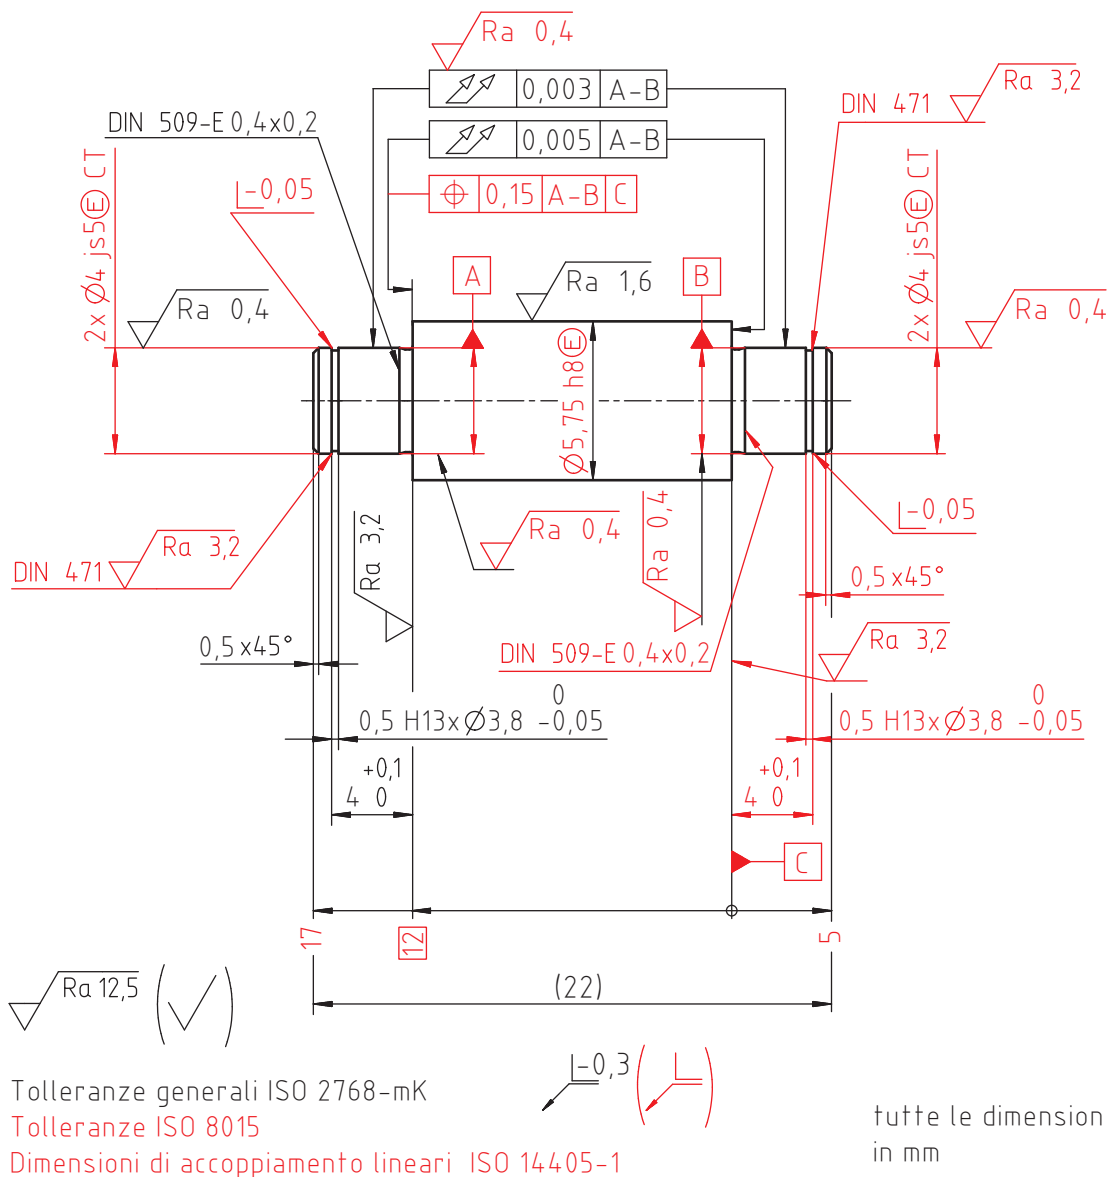 Ra 0,4
0,003 A-B
DIN 471
Ra 3,2
DIN 509-E 0,4x0,2
0,005 A-B
-0,05
0,15 A-B C
2x Ø4 js5Ⓔ CT
2x Ø4 js5Ⓔ CT
Ra 0,4
A
Ra 1,6
B
Ra 0,4
Ø5,75 h8Ⓔ
-0,05
DIN 471
Ra 3,2
Ra 3,2
Ra 0,4
Ra 0,4
0,5x45°
0,5x45°
DIN 509-E 0,4x0,2
Ra 3,2
0
0,5 H13xØ3,8 -0,05
0
0,5 H13xØ3,8 -0,05
+0,1
4 0
+0,1
4 0
C
17
12
5
Ra 12,5
(22)
-0,3
Tolleranze generali ISO 2768-mK
Tolleranze ISO 8015
Dimensioni di accoppiamento lineari ISO 14405-1
tutte le dimension
in mm